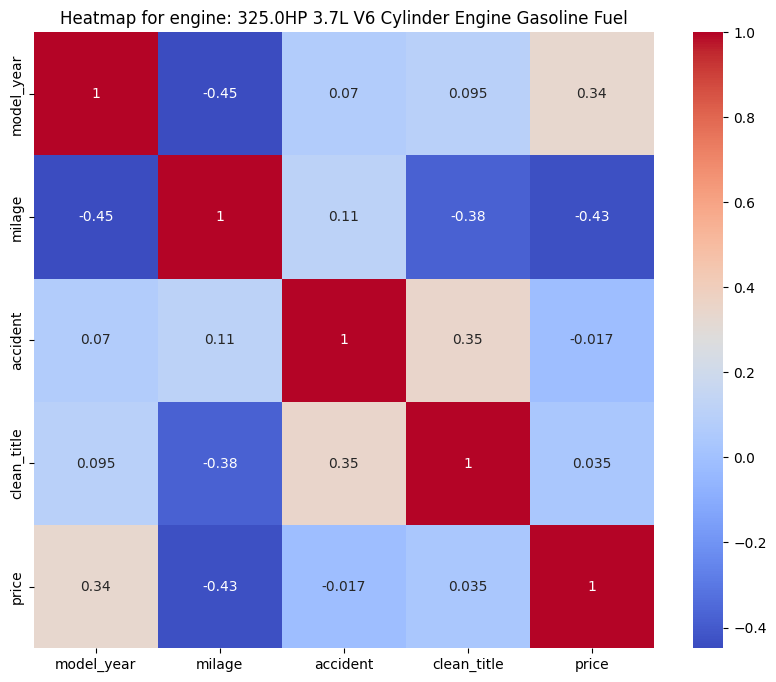 Heatmap for engine: 325.0HP 3.7L V6 Cylinder Engine Gasoline Fuel
model_year 1 -0.45 0.07 0.095 0.34
milage -0.45 1 0.11 -0.38 -0.43
accident 0.07 0.11 1 0.35 -0.017
clean_title 0.095 -0.38 0.35 1 0.035
price 0.34 -0.43 -0.017 0.035 1
model_year milage accident clean_title price
1.0
0.8
0.6
0.4
0.2
0.0
−0.2
−0.4